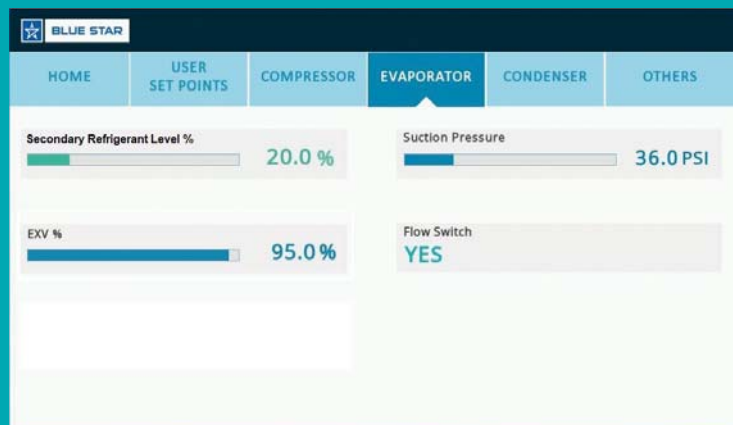 BLUE STAR
HOME
USER
SET POINTS
COMPRESSOR
EVAPORATOR
CONDENSER
OTHERS
Secondary Refrigerant Level %
20.0 %
Suction Pressure
36.0 PSI
EXV %
95.0 %
Flow Switch
YES